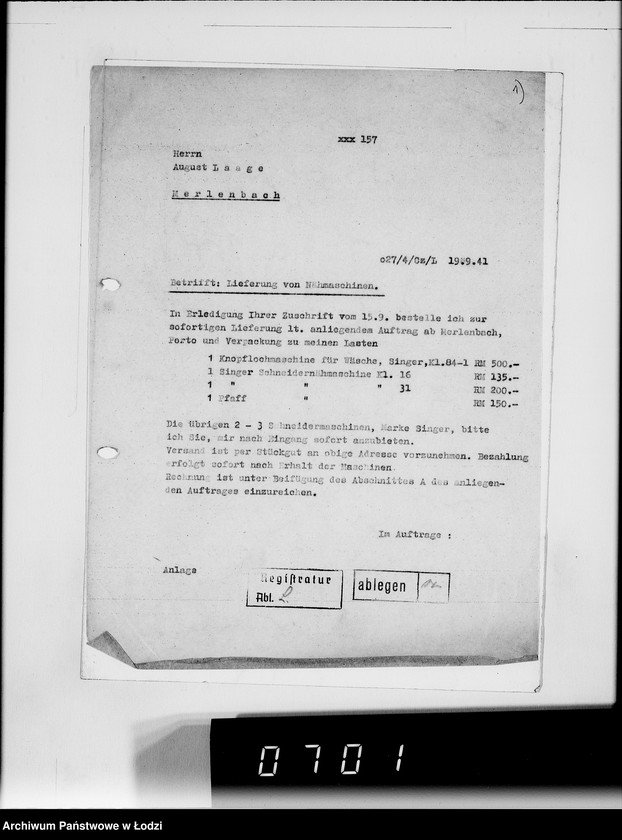 1)
xxx 157
Herrn
August L a a g e
M e r l e n b a c h
027/4/Cz/L 19.9.41
Betrifft: Lieferung von Nähmaschinen.
In Erledigung Ihrer Zuschrift vom 15.9. bestelle ich zur
sofortigen Lieferung lt. anliegendem Auftrag ab Merlenbach,
Porto und Verpackung zu meinen Lasten
1 Knopflochmaschine für Wäsche, Singer,Kl.84-1 RM 500.-
1 Singer Schneidernähmaschine Kl. 16 RM 135.-
1 " " " 31 RM 200.-
1 Pfaff " RM 150.-
Die übrigen 2 - 3 Schneidermaschinen, Marke Singer, bitte
ich Sie, mir nach Eingang sofort anzubieten.
Versand ist per Stückgut an obige Adresse vorzunehmen. Bezahlung
erfolgt sofort nach Erhalt der Maschinen.
Rechnung ist unter Beifügung des Abschnittes A des anliegen-
den Auftrages einzureichen.
Im Auftrage :
Anlage
Registratur
Abt. L.
ablegen
0701
Archiwum Państwowe w Łodzi